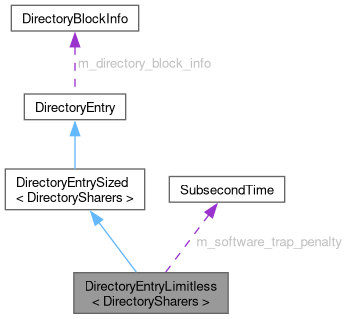 DirectoryBlockInfo
m_directory_block_info
DirectoryEntry
DirectoryEntrySized
< DirectorySharers >
SubsecondTime
m_software_trap_penalty
DirectoryEntryLimitless
< DirectorySharers >